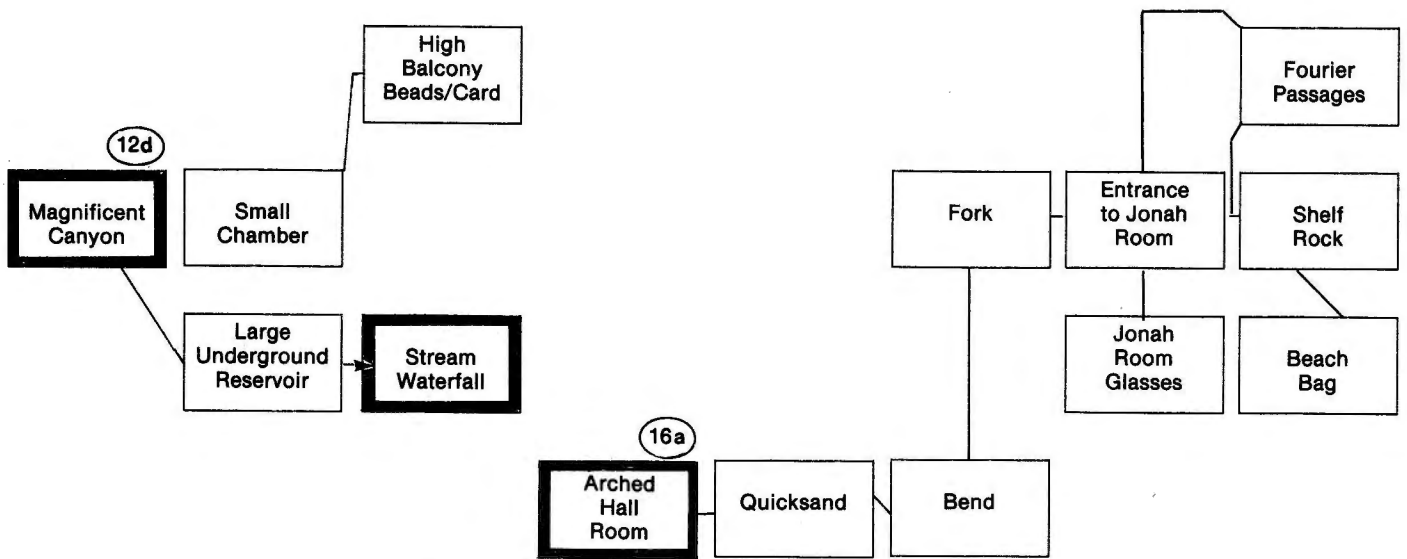 High
Balcony
Beads/Card
12d
Magnificent
Canyon
Small
Chamber
Large
Underground
Reservoir
Stream
Waterfall
16a
Arched
Hall
Room
Quicksand
Bend
Fork
Entrance
to Jonah
Room
Fourier
Passages
Shelf
Rock
Jonah
Room
Glasses
Beach
Bag